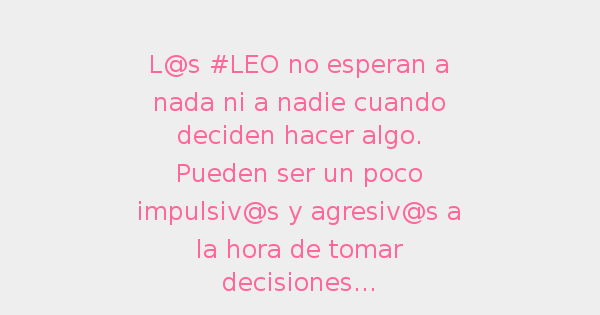 L@s #LEO no esperan a
nada ni a nadie cuando
deciden hacer algo.
Pueden ser un poco
impulsiv@s y agresiv@s a
la hora de tomar
decisiones...